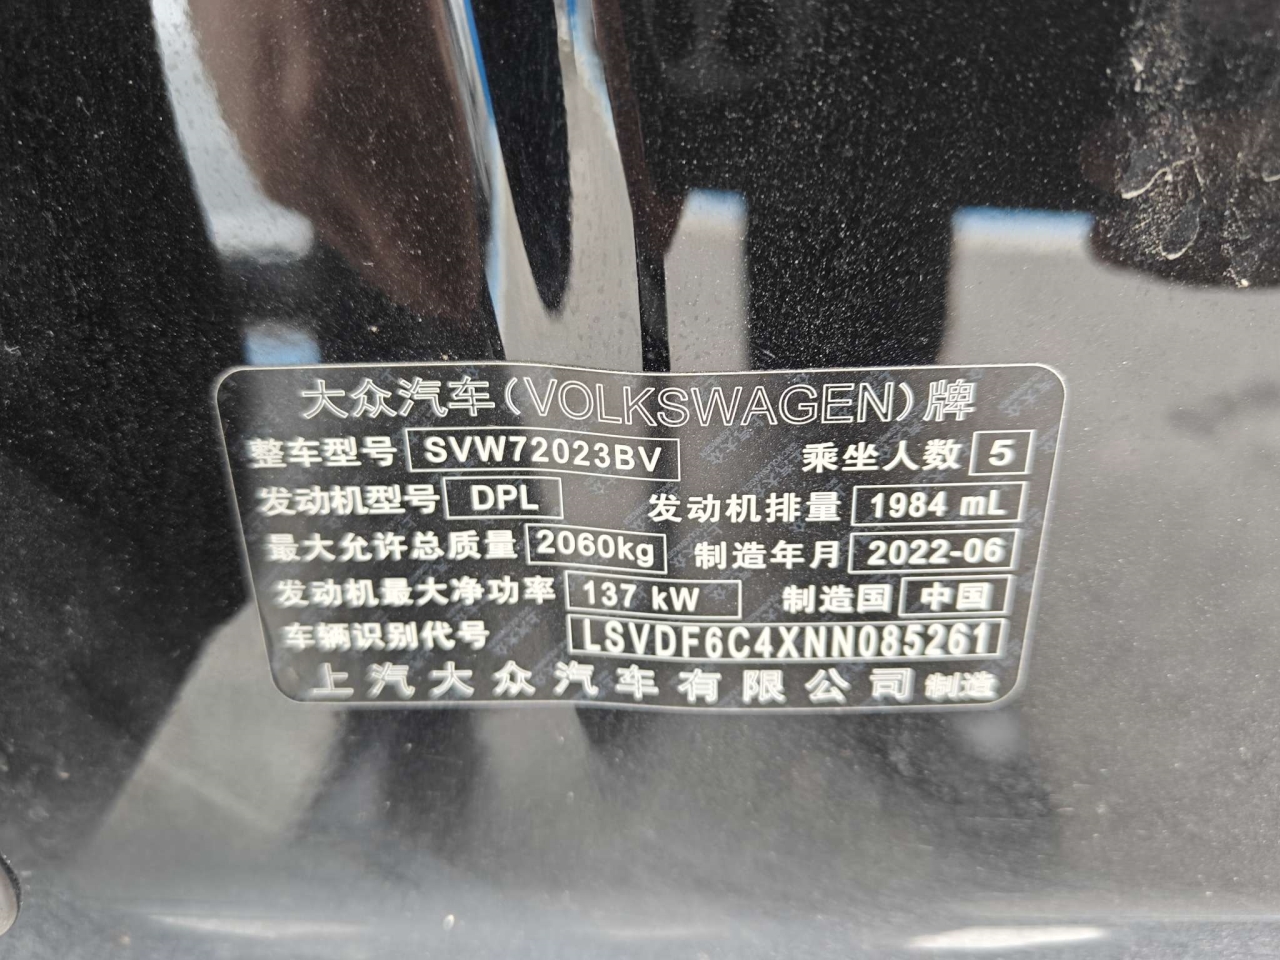 大众汽车(VOLKSWAGEN)牌
整车型号 SVW72023BV 乘坐人数 5
发动机型号 DPL 发动机排量 1984 mL
最大允许总质量 2060kg 制造年月 2022-06
发动机最大净功率 137 kW 制造国 中国
车辆识别代号 LSVDF6C4XNN085261
上汽大众汽车有限公司 制造